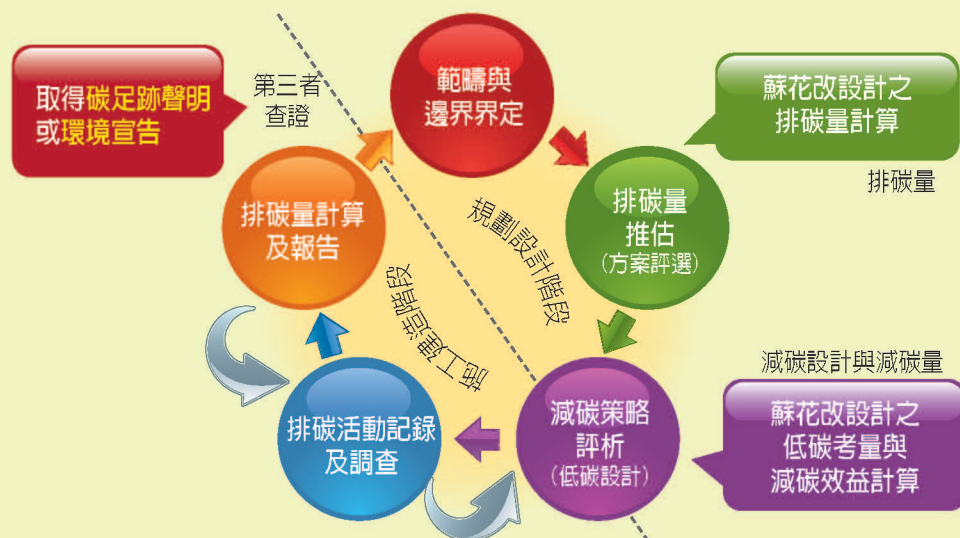 取得碳足跡聲明
或環境宣告
第三者
查證
範疇與
邊界界定
蘇花改設計之
排碳量計算
排碳量
排碳量
推估
(方案評選)
規劃設計階段
減碳設計與減碳量
蘇花改設計之
低碳考量與
減碳效益計算
減碳策略
評析
(低碳設計)
排碳活動記錄
及調查
施工建造階段
排碳量計算
及報告